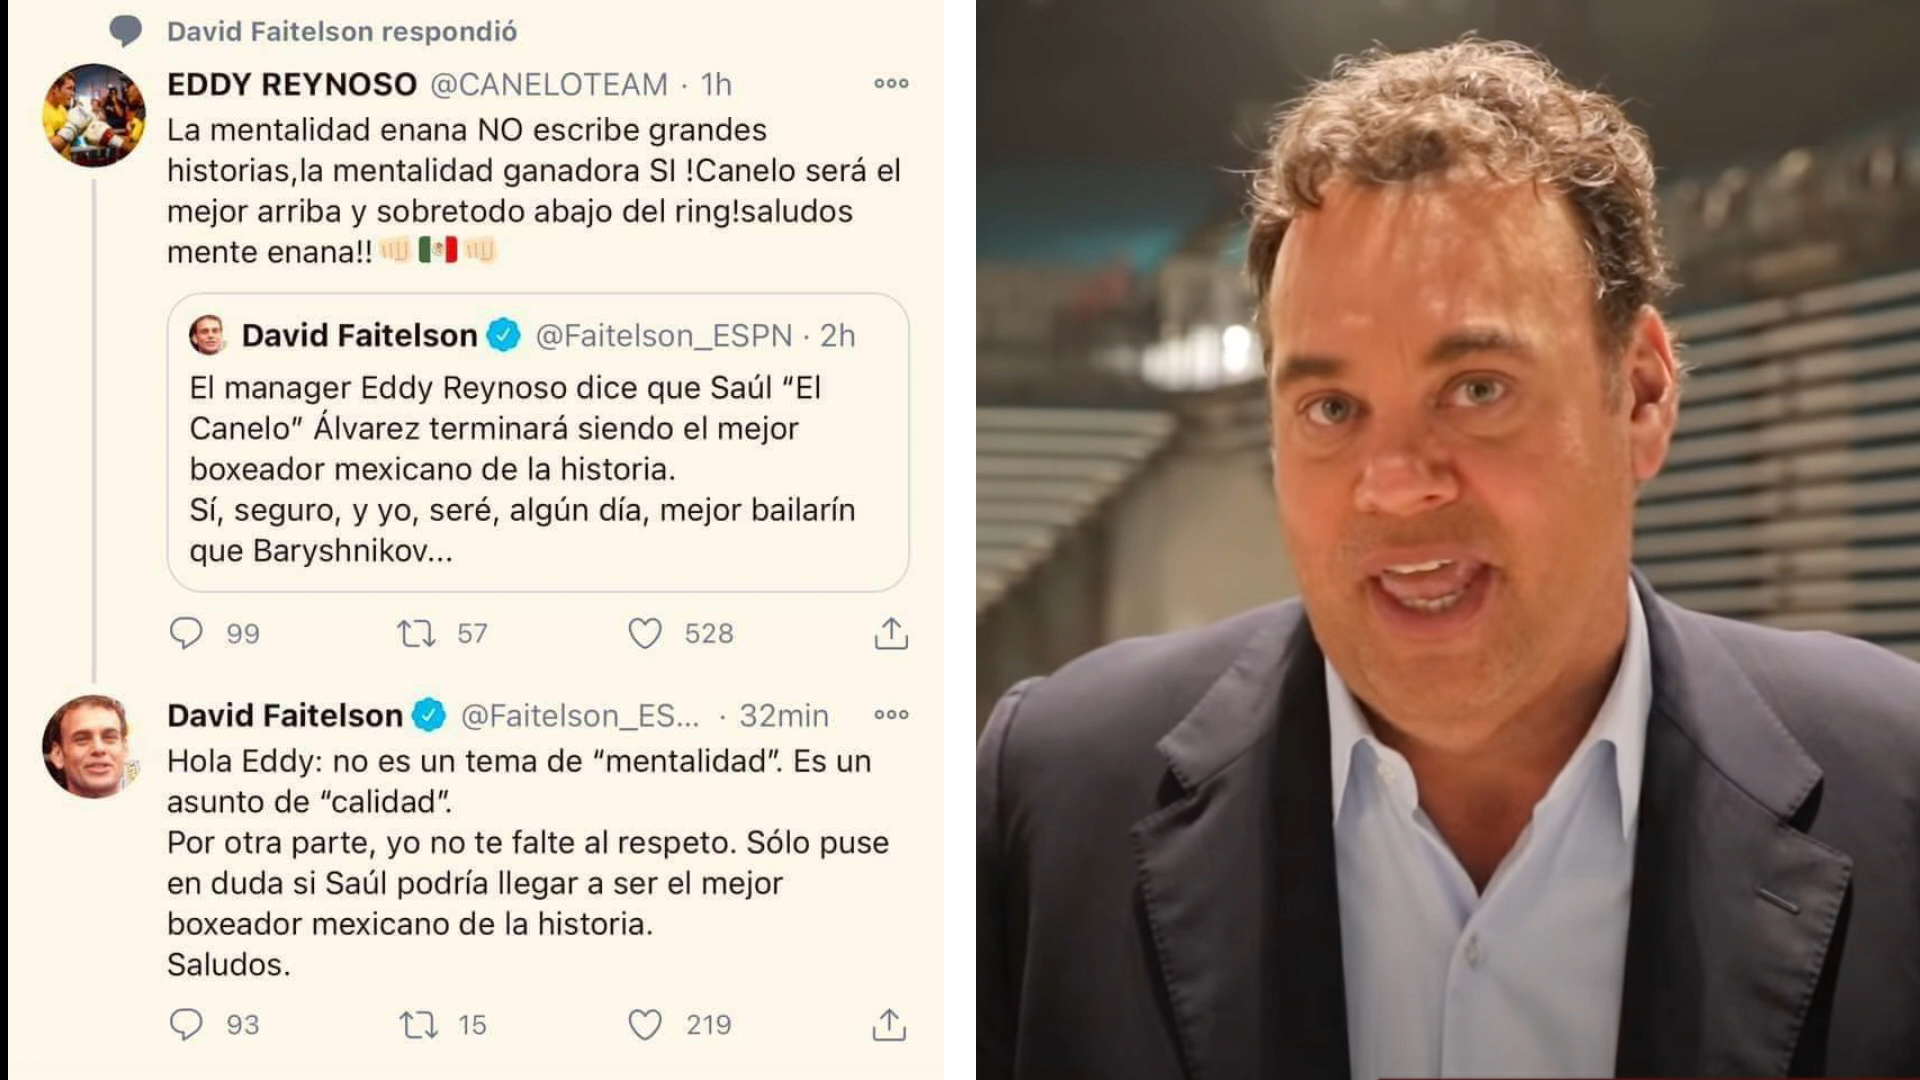 David Faitelson respondió
EDDY REYNOSO @CANELOTEAM · 1h
La mentalidad enana NO escribe grandes
historias,la mentalidad ganadora SI !Canelo será el
mejor arriba y sobretodo abajo del ring!saludos
mente enana!!👊🏻🇲🇽👊🏻
David Faitelson @Faitelson_ESPN · 2h
El manager Eddy Reynoso dice que Saúl “El
Canelo” Álvarez terminará siendo el mejor
boxeador mexicano de la historia.
Sí, seguro, y yo, seré, algún día, mejor bailarín
que Baryshnikov...
99 57 528
David Faitelson @Faitelson_ES... · 32min
Hola Eddy: no es un tema de “mentalidad”. Es un
asunto de “calidad”.
Por otra parte, yo no te falte al respeto. Sólo puse
en duda si Saúl podría llegar a ser el mejor
boxeador mexicano de la historia.
Saludos.
93 15 219